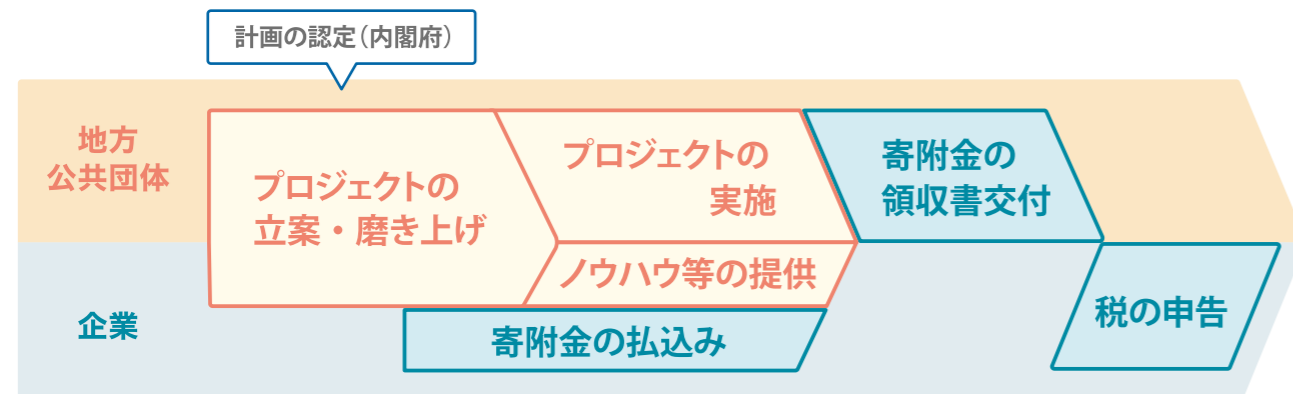 計画の認定（内閣府）
地方
公共団体
プロジェクトの
立案・磨き上げ
プロジェクトの
実施
寄附金の
領収書交付
企業
ノウハウ等の提供
寄附金の払込み
税の申告